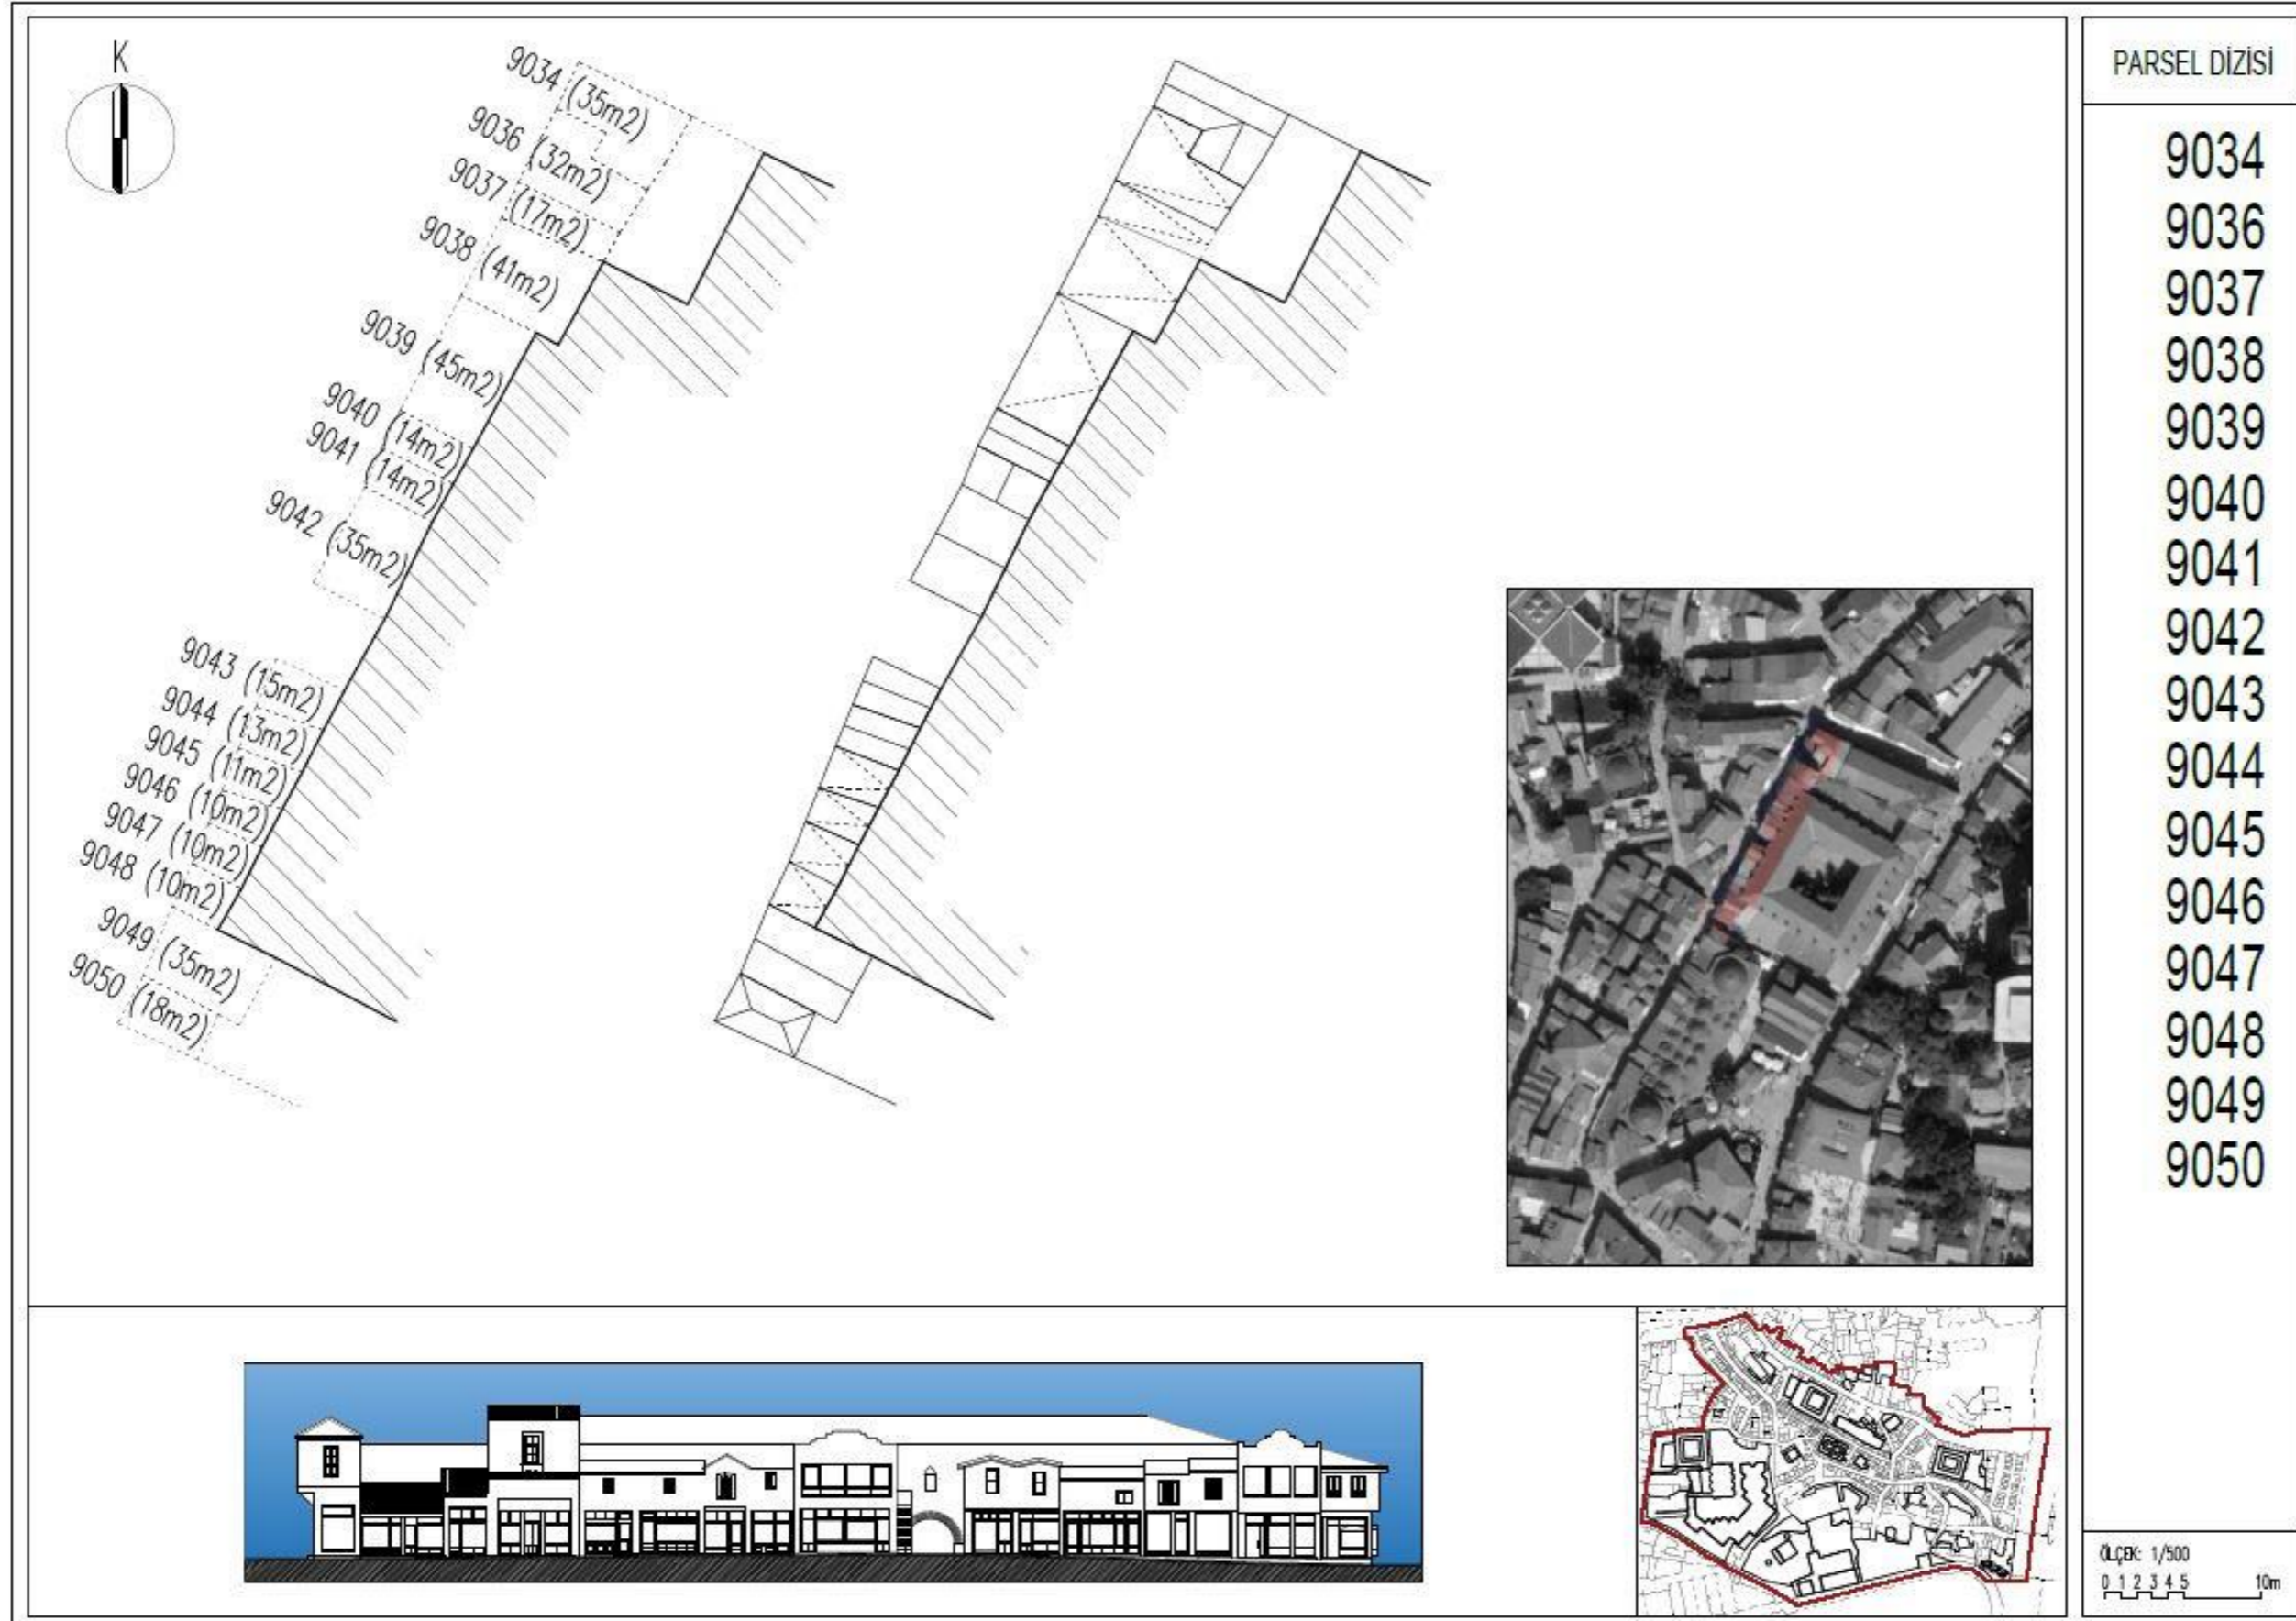 K
9034 (35m2)
9036 (32m2)
9037 (17m2)
9038 (41m2)
9039 (45m2)
9040 (14m2)
9041 (14m2)
9042 (35m2)
9043 (15m2)
9044 (13m2)
9045 (11m2)
9046 (10m2)
9047 (10m2)
9048 (10m2)
9049 (35m2)
9050 (18m2)
PARSEL DİZİSİ
9034
9036
9037
9038
9039
9040
9041
9042
9043
9044
9045
9046
9047
9048
9049
9050
ÖLÇEK: 1/500
0 1 2 3 4 5 10m